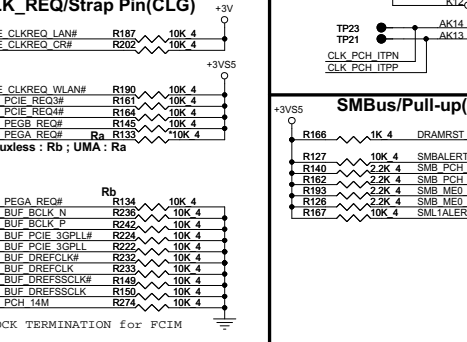 LK_REQ/Strap Pin(CLG)
+3V
E_CLKREQ_LAN# R187 10K_4
E_CLKREQ_CR# R202 10K_4
+3VS5
E_CLKREQ_WLAN# R190 10K_4
PCIE_REQ3# R161 10K_4
PCIE_REQ4# R164 10K_4
PEGB_REQ# R145 10K_4
PEGA_REQ# Ra R133 *10K_4
uxless : Rb ; UMA : Ra
Rb
PEGA_REQ# R134 10K_4
BUF_BCLK_N R236 10K_4
BUF_BCLK_P R242 10K_4
BUF_PCIE_3GPLL# R224 10K_4
BUF_PCIE_3GPLL R222 10K_4
BUF_DREFCLK# R232 10K_4
BUF_DREFCLK R233 10K_4
BUF_DREFSSCLK# R149 10K_4
BUF_DREFSSCLK R150 10K_4
PCH_14M R274 10K_4
OCK TERMINATION for FCIM
K12
TP23 AK14
TP21 AK13
CLK_PCH_ITPN
CLK_PCH_ITPP
SMBus/Pull-up(
+3VS5
R166 1K_4 DRAMRST
R127 10K_4 SMBALERT
R140 2.2K_4 SMB_PCH
R162 2.2K_4 SMB_PCH
R193 2.2K_4 SMB_ME0
R126 2.2K_4 SMB_ME0
R167 10K_4 SML1ALER